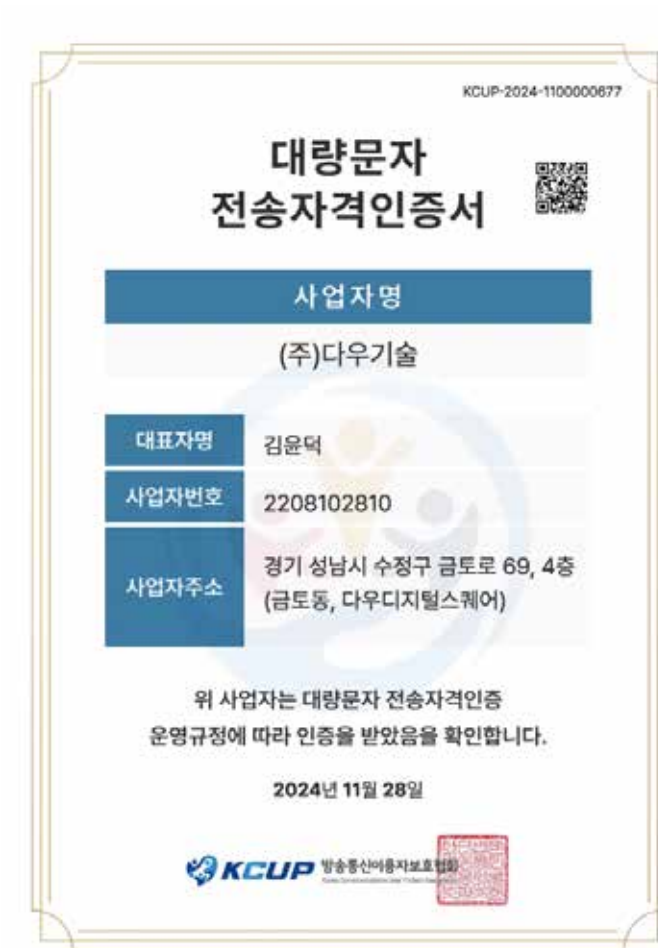 KCUP-2024-1100000677
대량문자
전송자격인증서
사업자명
(주)다우기술
대표자명 김윤덕
사업자번호 2208102810
사업자주소 경기 성남시 수정구 금토로 69, 4층
(금토동, 다우디지털스퀘어)
위 사업자는 대량문자 전송자격인증
운영규정에 따라 인증을 받았음을 확인합니다.
2024년 11월 28일
KCUP 방송통신이용자보호협회